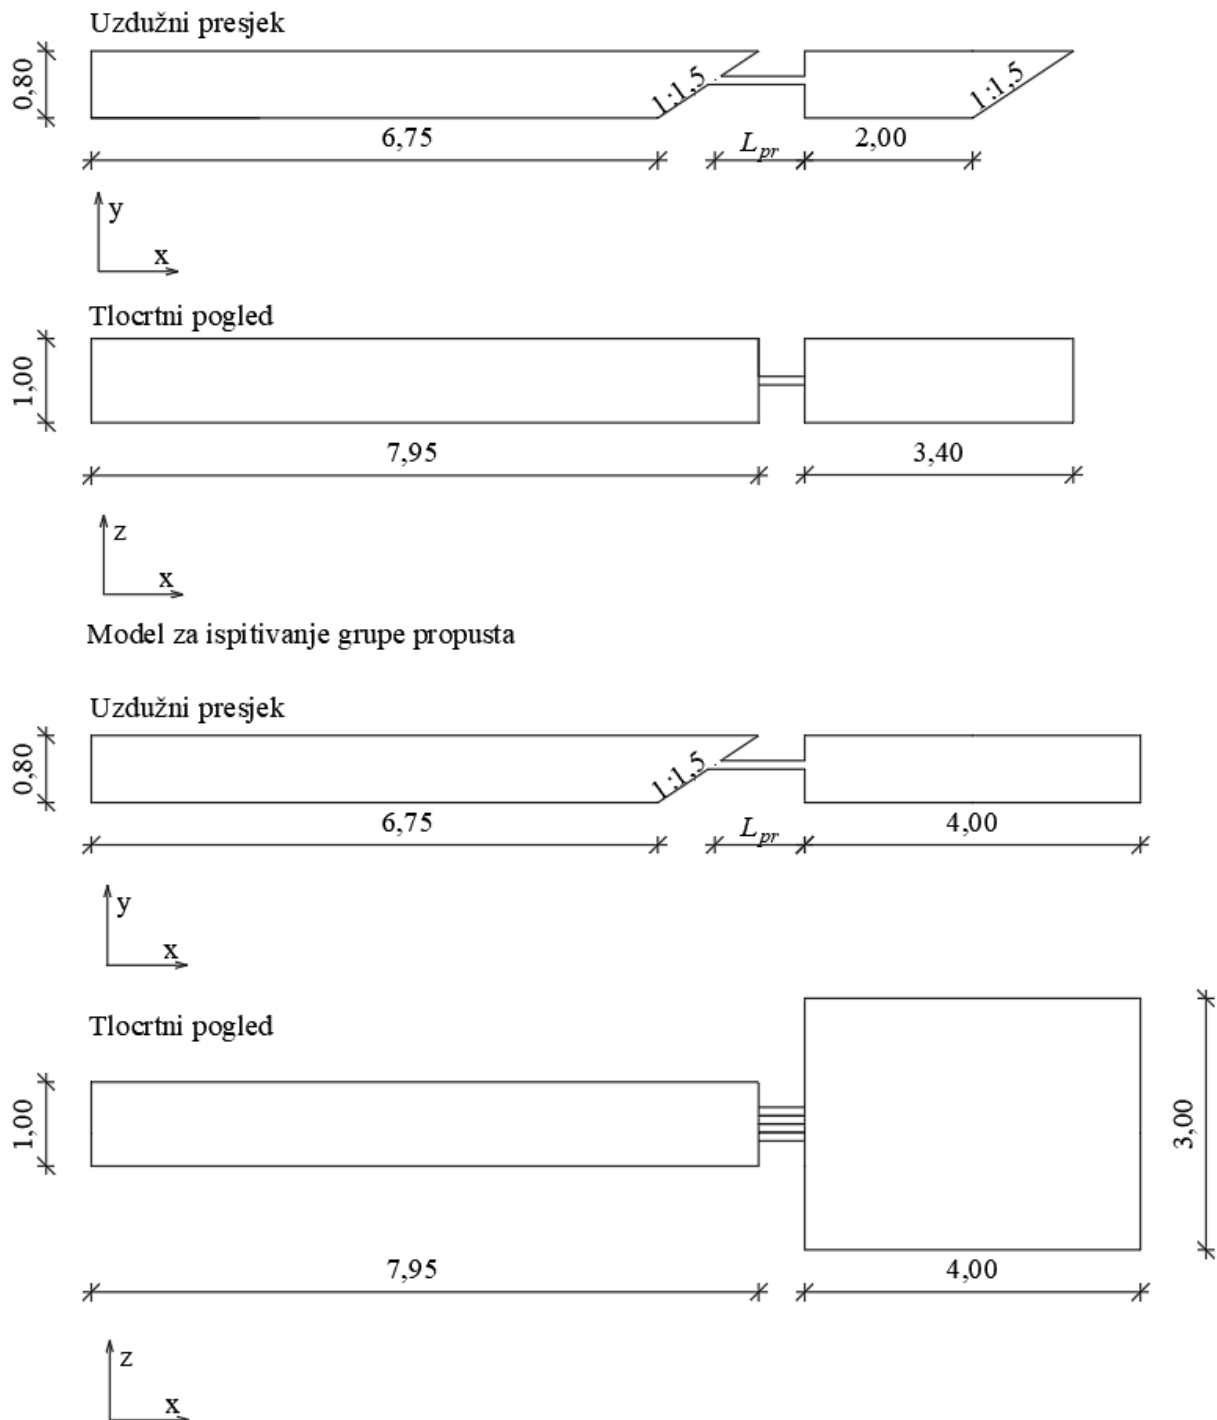 Uzdužni presjek
0,80
1:1,5
1:1,5
6,75
L_pr
2,00
y
x
Tlocrtni pogled
1,00
7,95
3,40
z
x
Model za ispitivanje grupe propusta
Uzdužni presjek
0,80
1:1,5
6,75
L_pr
4,00
y
x
Tlocrtni pogled
1,00
3,00
7,95
4,00
z
x